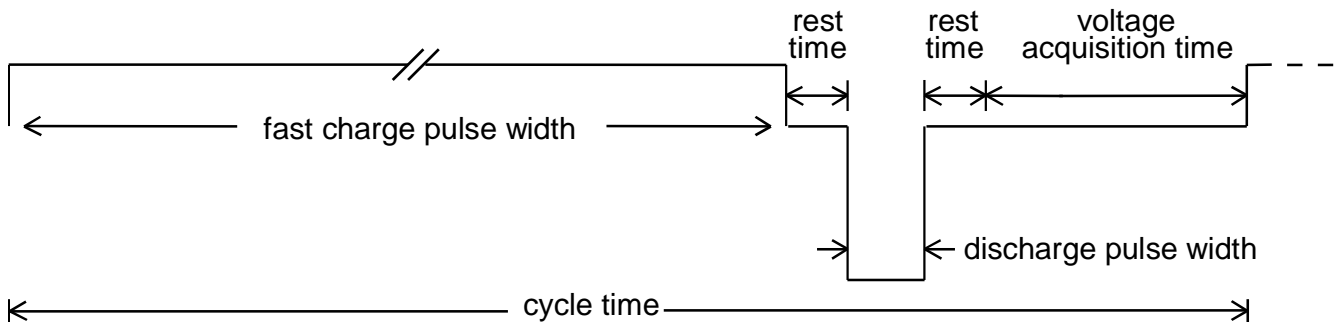 rest
time
rest
time
voltage
acquisition time
fast charge pulse width
discharge pulse width
cycle time